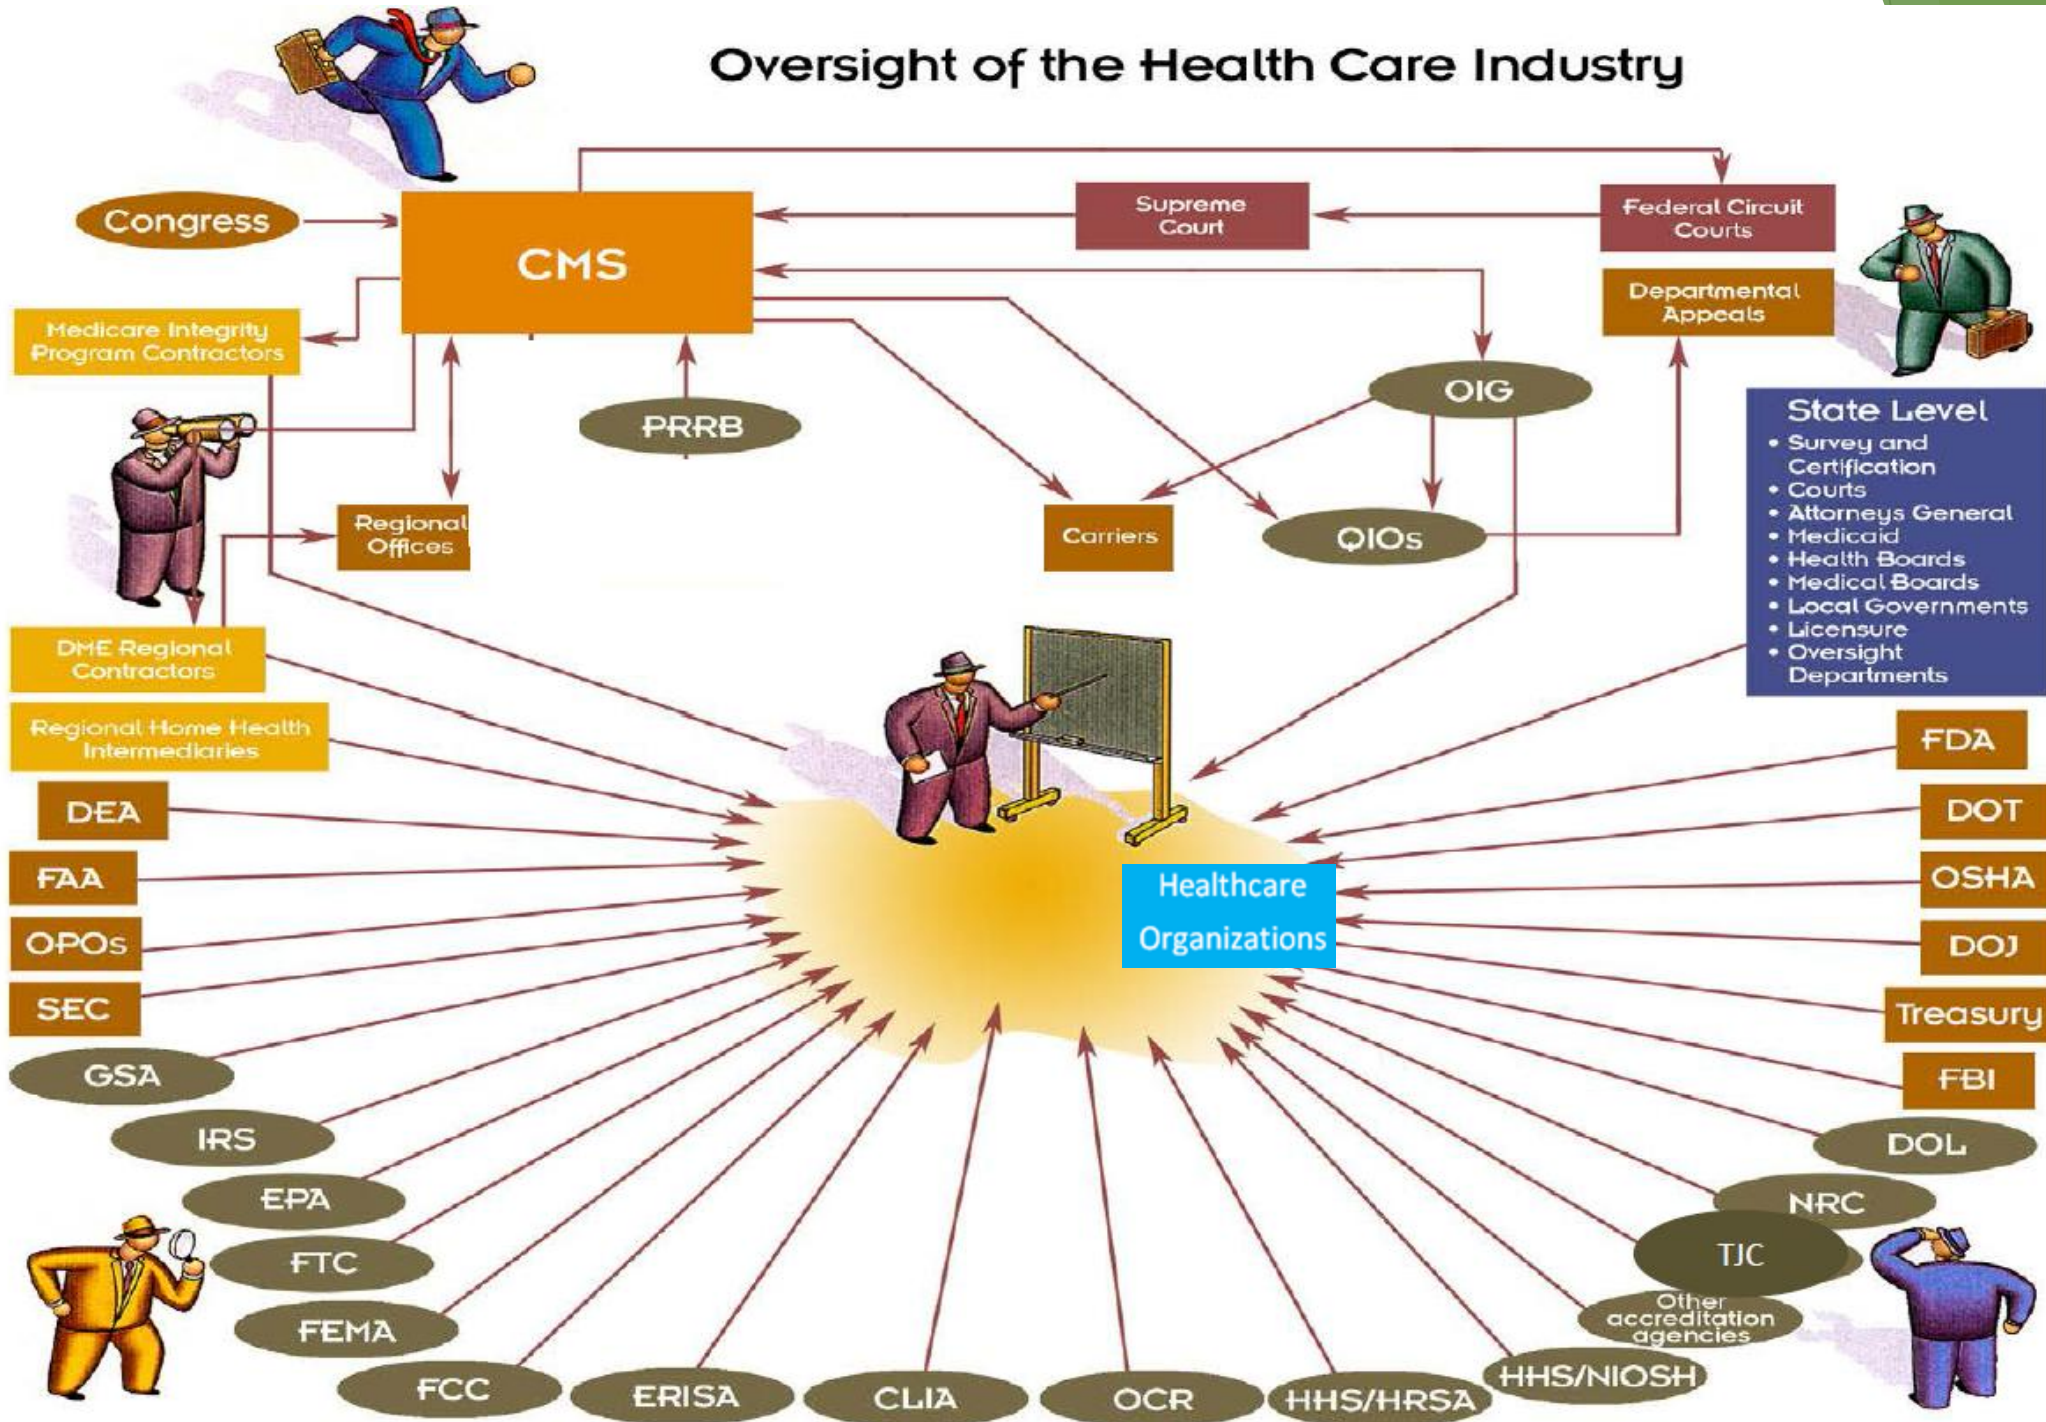 Oversight of the Health Care Industry
Congress
CMS
Supreme
Court
Federal Circuit
Courts
Departmental
Appeals
Medicare Integrity
Program Contractors
PRRB
OIG
State Level
• Survey and
Certification
• Courts
• Attorneys General
• Medicaid
• Health Boards
• Medical Boards
• Local Governments
• Licensure
• Oversight
Departments
Regional
Offices
Carriers
QIOs
DME Regional
Contractors
Regional Home Health
Intermediaries
DEA
FAA
OPOs
SEC
GSA
IRS
EPA
FTC
FEMA
FCC
ERISA
CLIA
OCR
HHS/HRSA
HHS/NIOSH
Other
accreditation
agencies
TJC
NRC
DOL
FBI
Treasury
DOJ
OSHA
DOT
FDA
Healthcare
Organizations